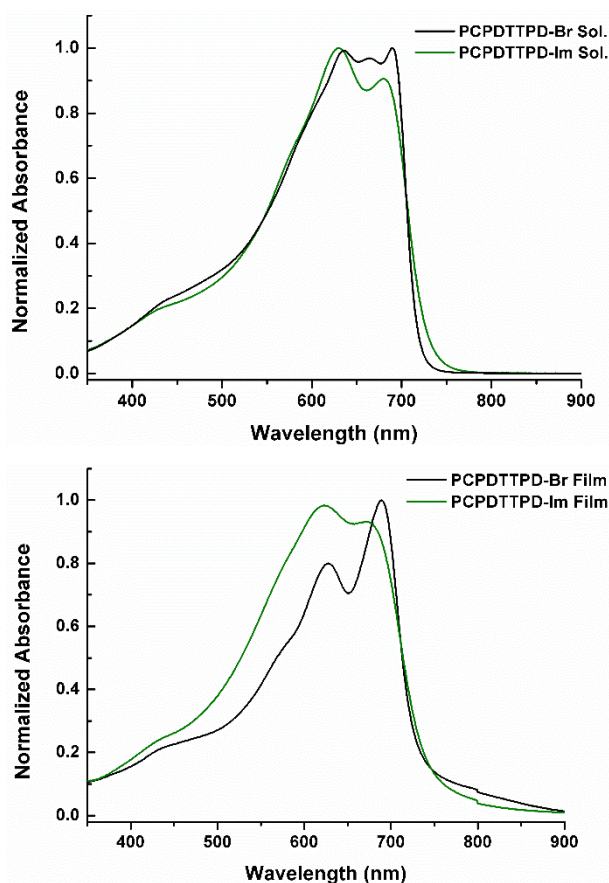 PCPDTTPD-Br Sol.
PCPDTTPD-Im Sol.
Normalized Absorbance
1.0
0.8
0.6
0.4
0.2
0.0
400 500 600 700 800 900
Wavelength (nm)
PCPDTTPD-Br Film
PCPDTTPD-Im Film
Normalized Absorbance
1.0
0.8
0.6
0.4
0.2
0.0
400 500 600 700 800 900
Wavelength (nm)